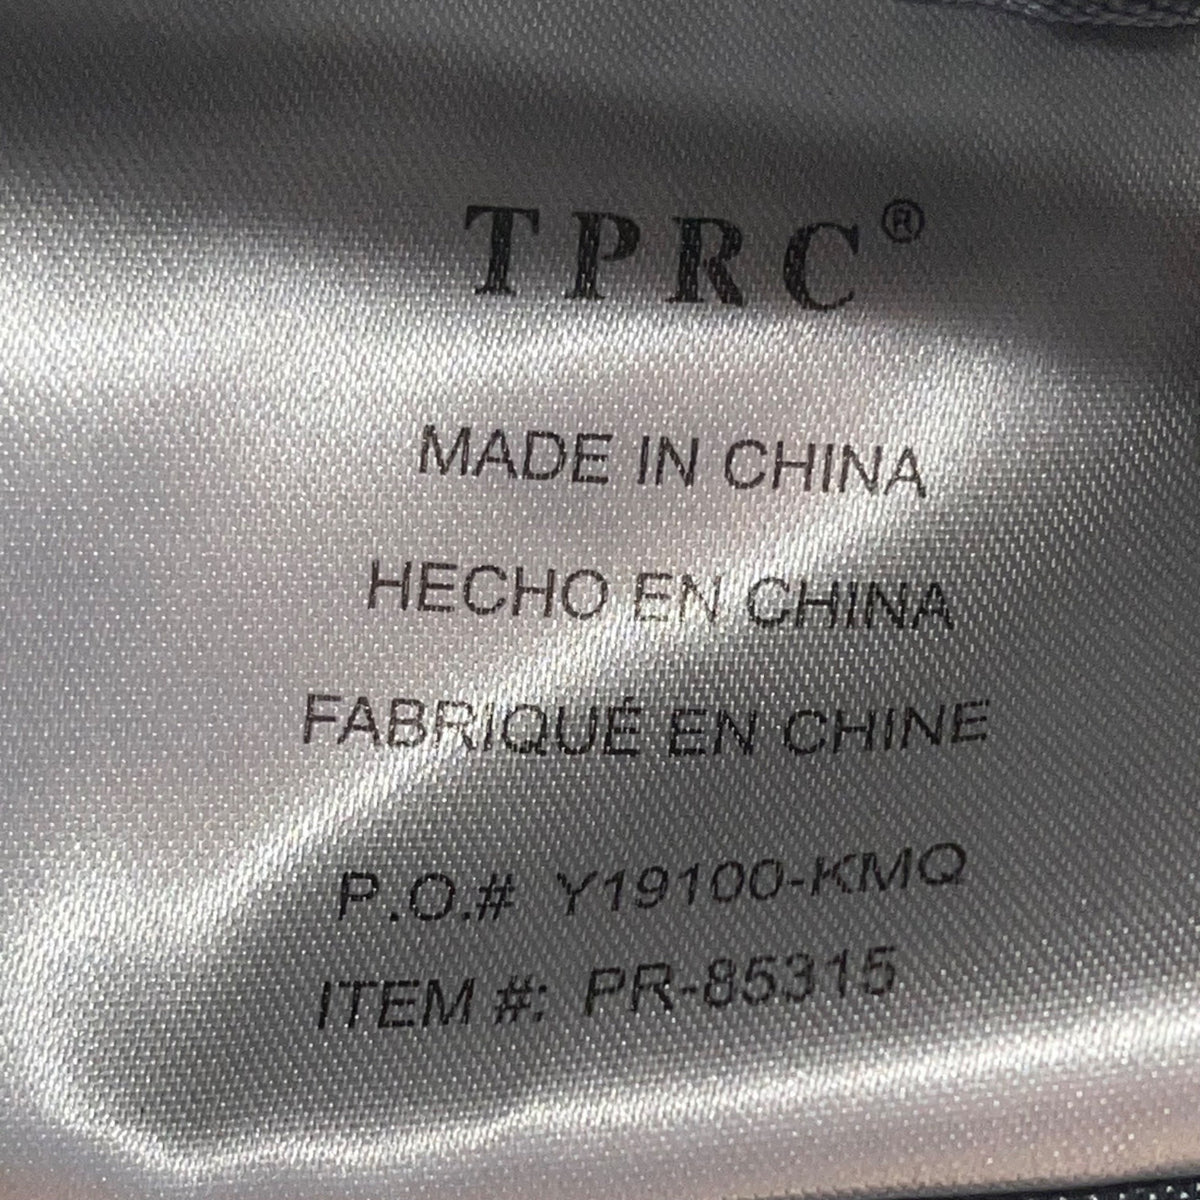 TPRC®
MADE IN CHINA
HECHO EN CHINA
FABRIQUÉ EN CHINE
P.O.# Y19100-KMQ
ITEM #: PR-85315